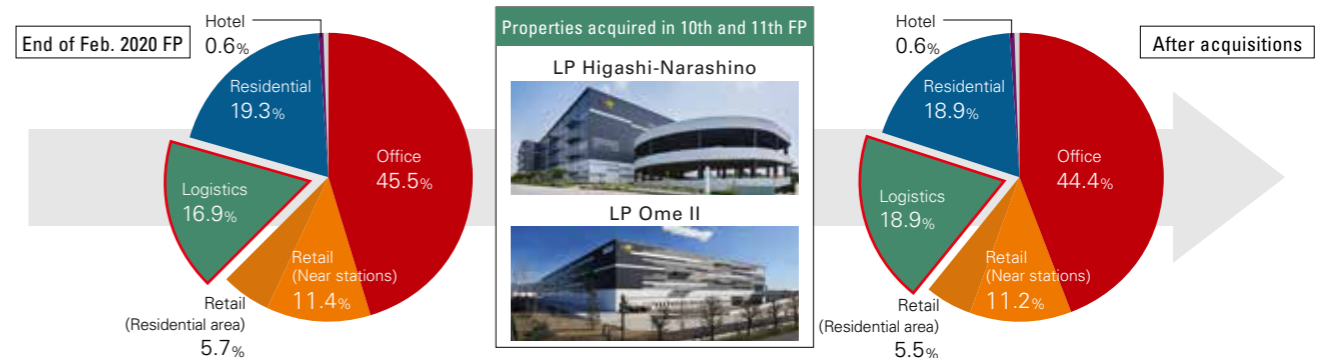 End of Feb. 2020 FP
Hotel
0.6%
Residential
19.3%
Office
45.5%
Logistics
16.9%
Retail
(Near stations)
11.4%
Retail
(Residential area)
5.7%
Properties acquired in 10th and 11th FP
LP Higashi-Narashino
LP Ome II
After acquisitions
Hotel
0.6%
Residential
18.9%
Office
44.4%
Logistics
18.9%
Retail
(Near stations)
11.2%
Retail
(Residential area)
5.5%